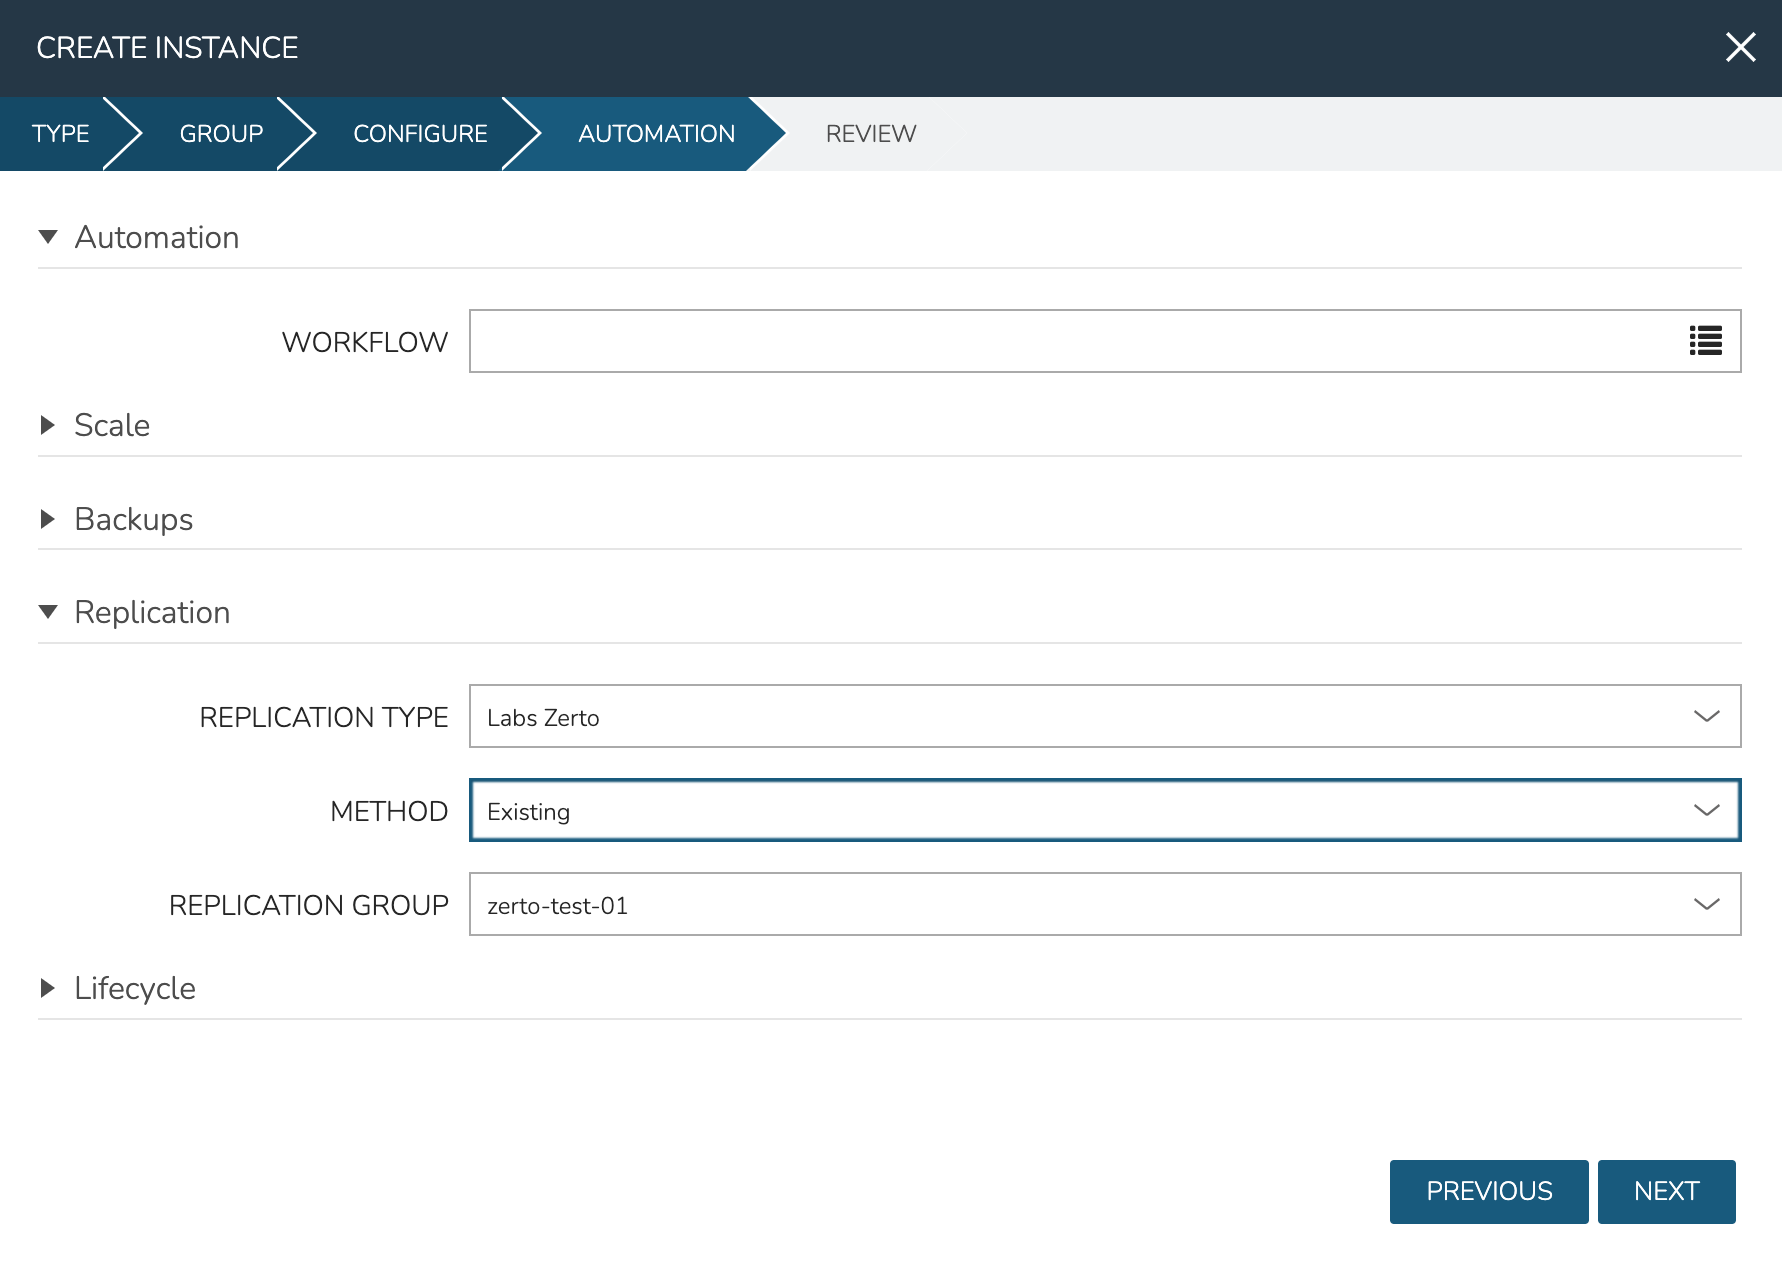 CREATE INSTANCE
TYPE GROUP CONFIGURE AUTOMATION REVIEW
Automation
WORKFLOW
Scale
Backups
Replication
REPLICATION TYPE Labs Zerto
METHOD Existing
REPLICATION GROUP zerto-test-01
Lifecycle
PREVIOUS NEXT